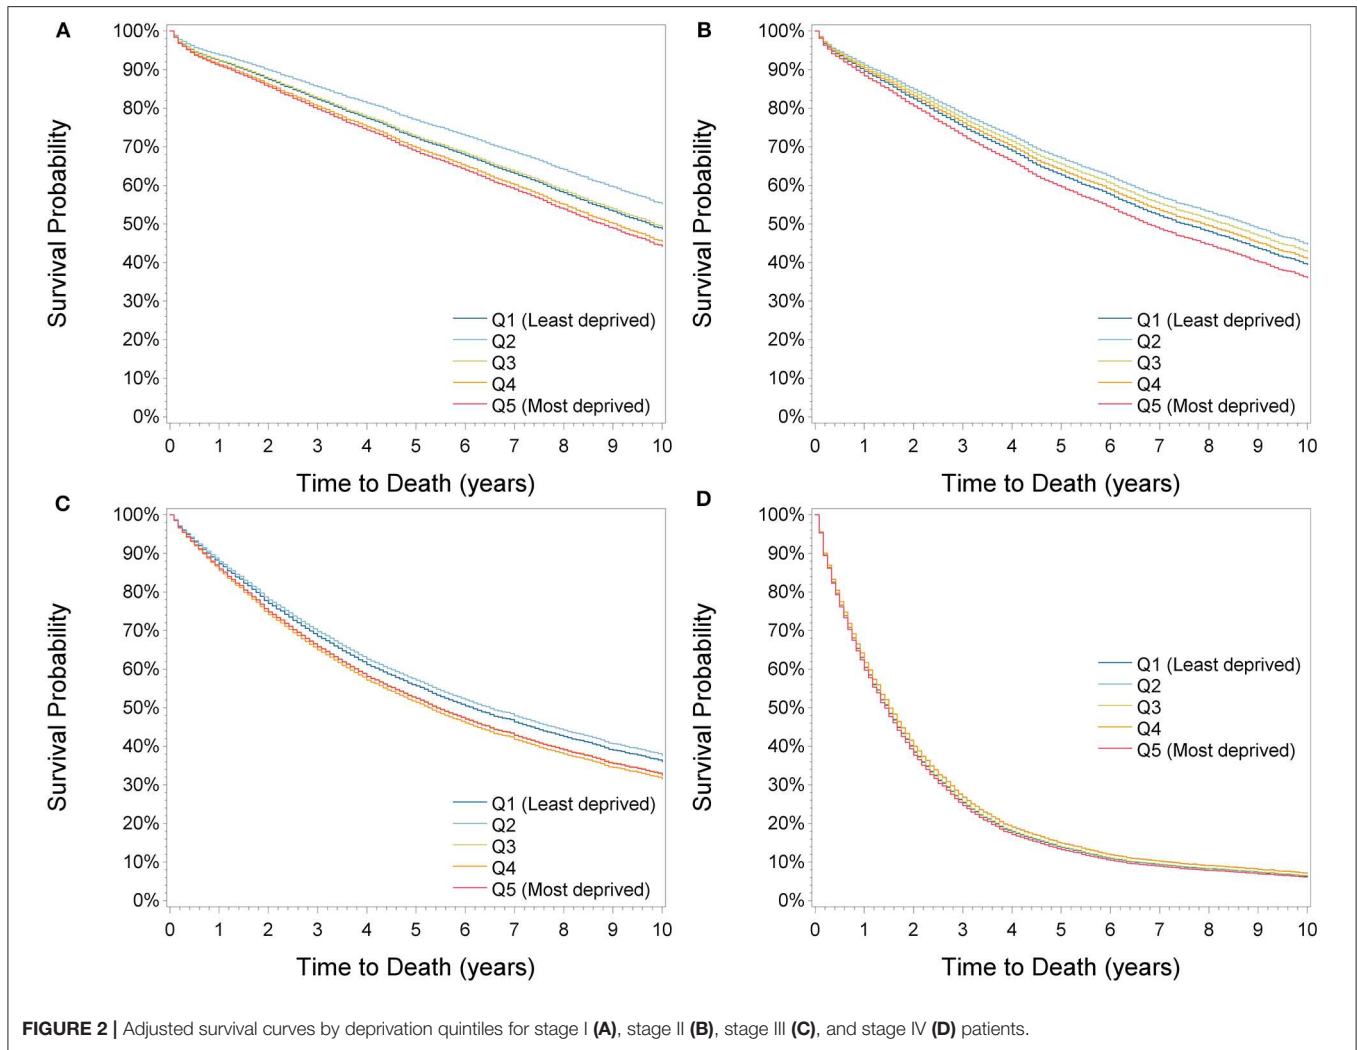 A
100%
90%
80%
70%
60%
50%
40%
30%
20%
10%
0%
Survival Probability
Q1 (Least deprived)
Q2
Q3
Q4
Q5 (Most deprived)
0 1 2 3 4 5 6 7 8 9 10
Time to Death (years)
B
100%
90%
80%
70%
60%
50%
40%
30%
20%
10%
0%
Survival Probability
Q1 (Least deprived)
Q2
Q3
Q4
Q5 (Most deprived)
0 1 2 3 4 5 6 7 8 9 10
Time to Death (years)
C
100%
90%
80%
70%
60%
50%
40%
30%
20%
10%
0%
Survival Probability
Q1 (Least deprived)
Q2
Q3
Q4
Q5 (Most deprived)
0 1 2 3 4 5 6 7 8 9 10
Time to Death (years)
D
100%
90%
80%
70%
60%
50%
40%
30%
20%
10%
0%
Survival Probability
Q1 (Least deprived)
Q2
Q3
Q4
Q5 (Most deprived)
0 1 2 3 4 5 6 7 8 9 10
Time to Death (years)
FIGURE 2 | Adjusted survival curves by deprivation quintiles for stage I (A), stage II (B), stage III (C), and stage IV (D) patients.